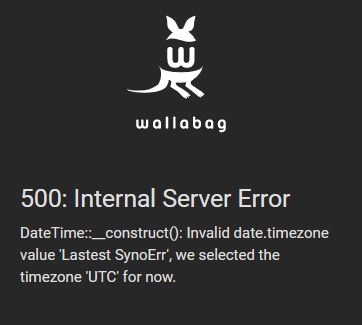 wallabag
500: Internal Server Error
DateTime::__construct(): Invalid date.timezone
value 'Lastest SynoErr', we selected the
timezone 'UTC' for now.